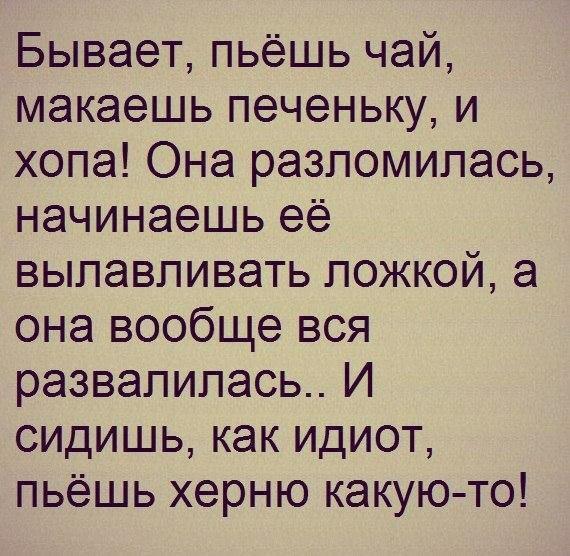 Бывает, пьёшь чай,
макаешь печеньку, и
хопа! Она разломилась,
начинаешь её
вылавливать ложкой, а
она вообще вся
развалилась.. И
сидишь, как идиот,
пьёшь херню какую-то!